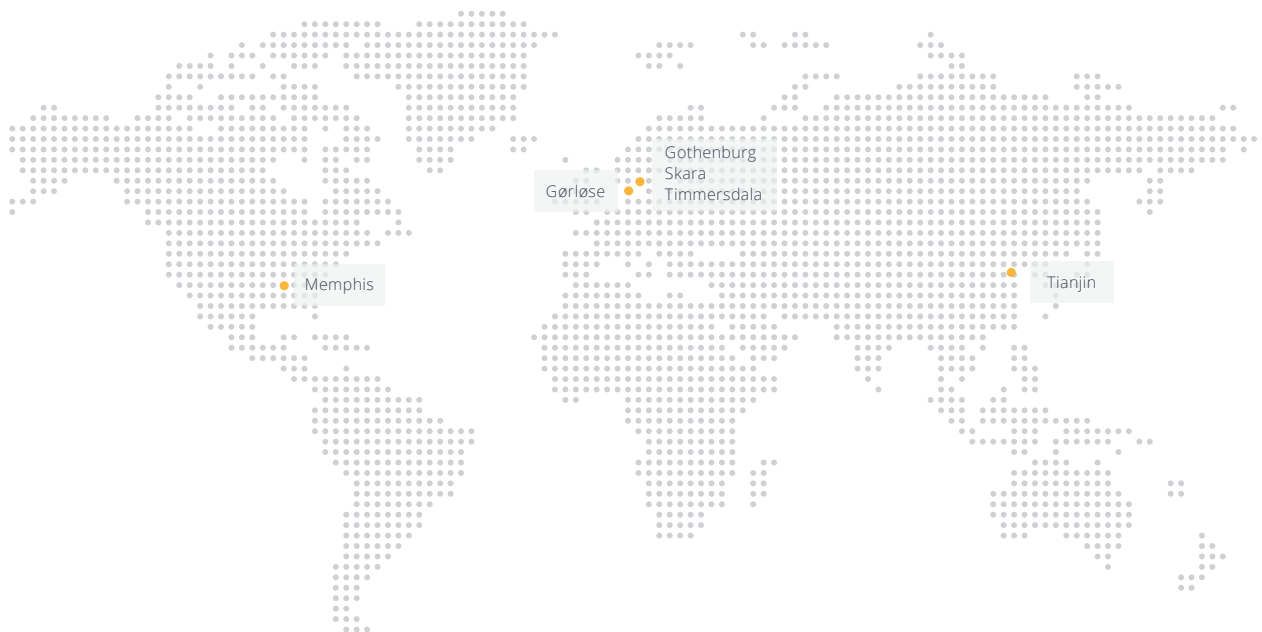 Gothenburg
Skara
Timmersdala
Gørløse
Memphis
Tianjin